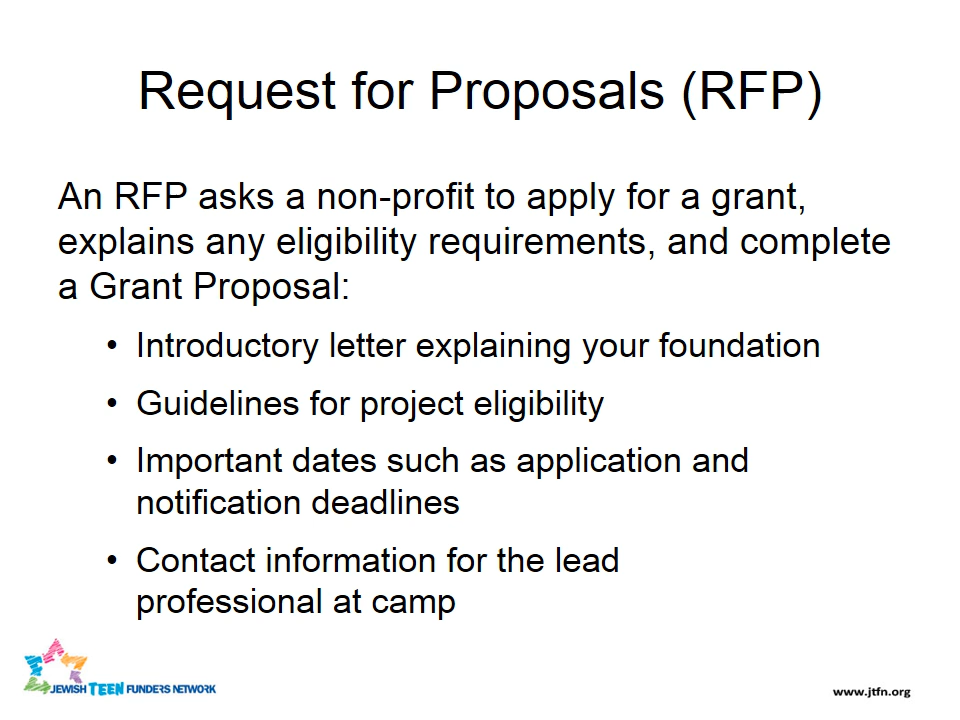 Request for Proposals (RFP)
An RFP asks a non-profit to apply for a grant,
explains any eligibility requirements, and complete
a Grant Proposal:
• Introductory letter explaining your foundation
• Guidelines for project eligibility
• Important dates such as application and
notification deadlines
• Contact information for the lead
professional at camp
JEWISH TEEN FUNDERS NETWORK
www.jtfn.org